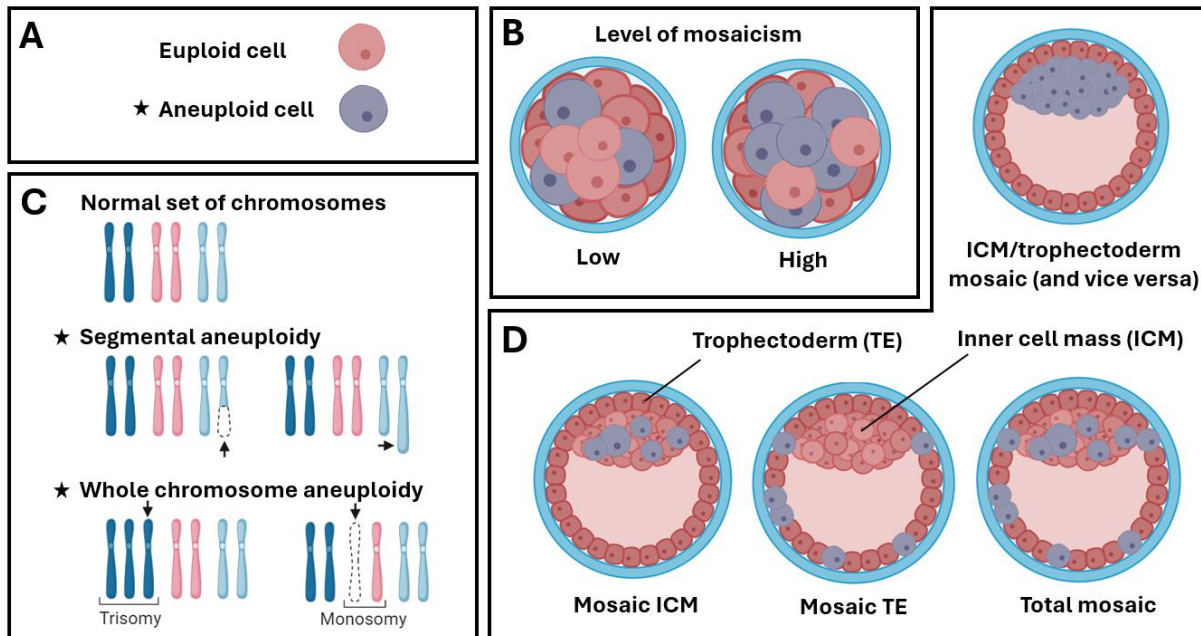 A
Euploid cell
★ Aneuploid cell
B
Level of mosaicism
Low
High
C
Normal set of chromosomes
★ Segmental aneuploidy
★ Whole chromosome aneuploidy
Trisomy
Monosomy
ICM/trophectoderm
mosaic (and vice versa)
D
Trophectoderm (TE)
Inner cell mass (ICM)
Mosaic ICM
Mosaic TE
Total mosaic